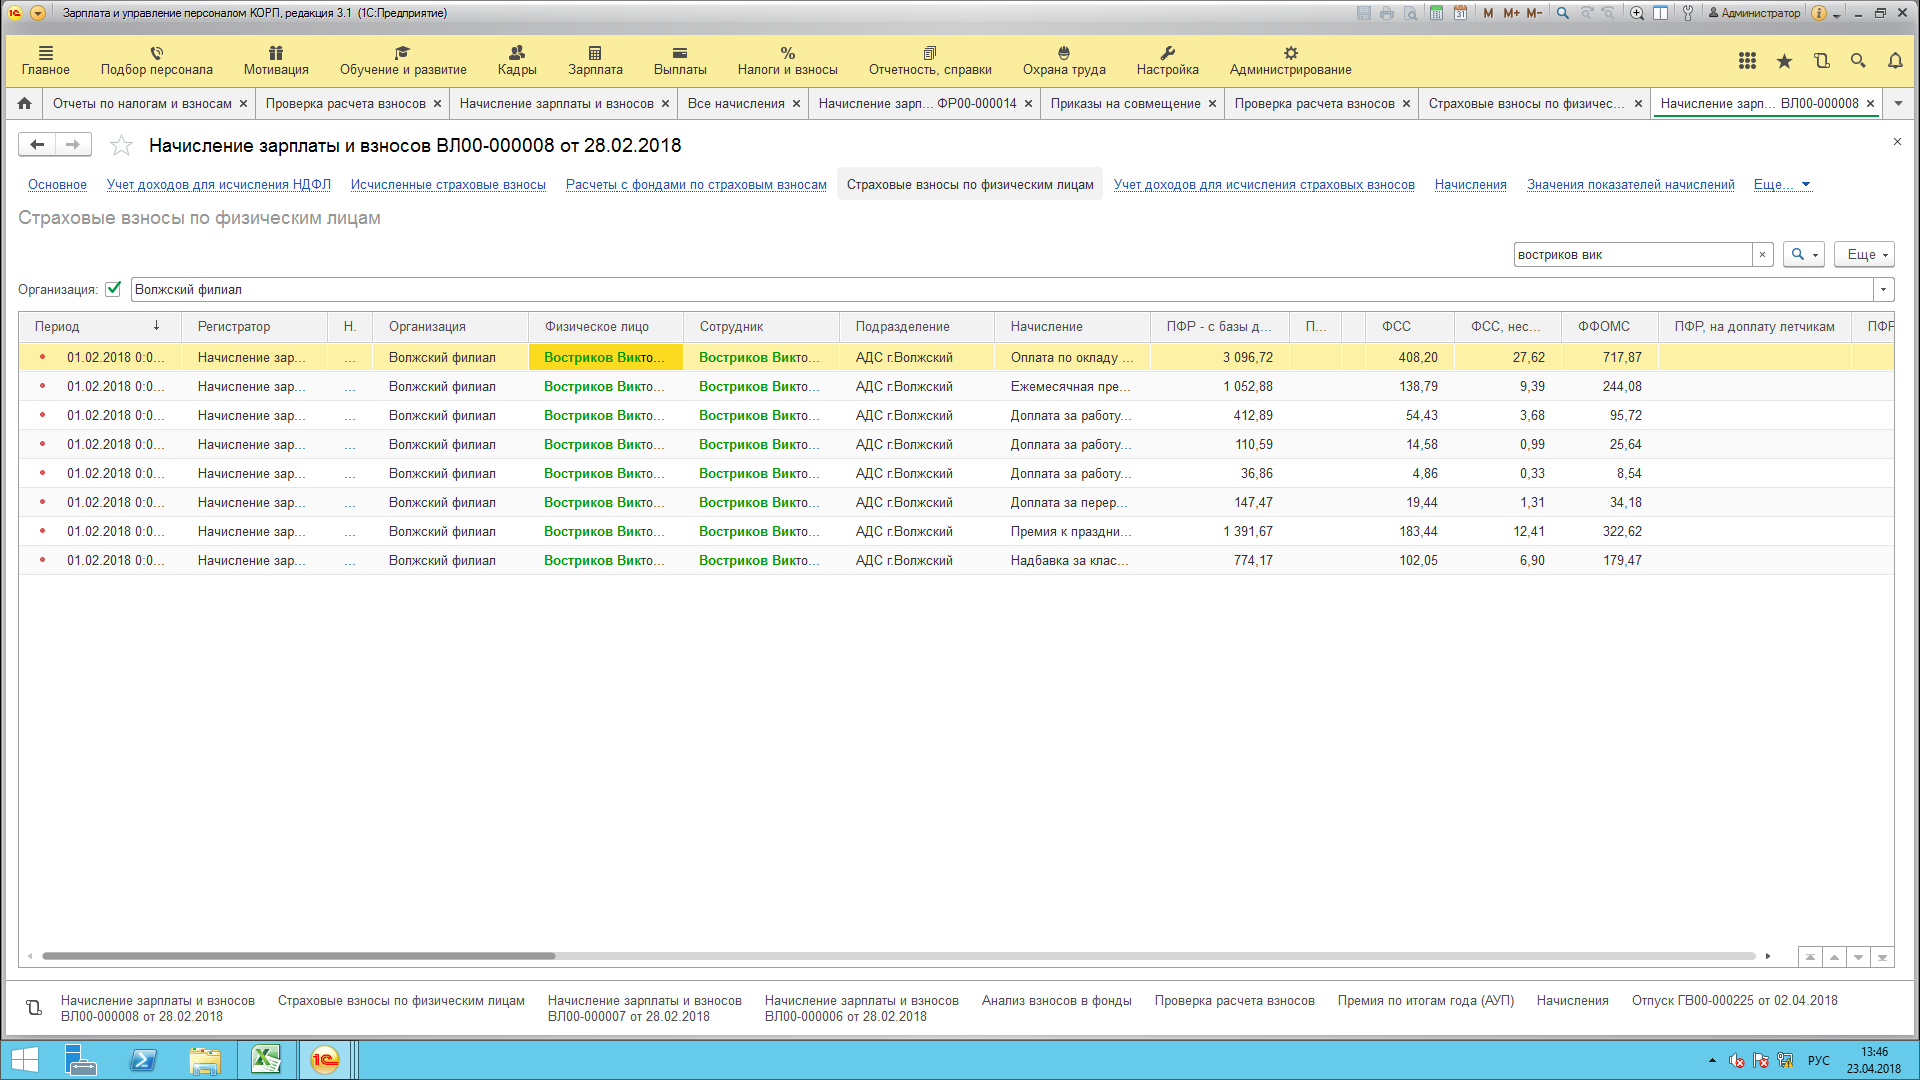 Зарплата и управление персоналом КОРП, редакция 3.1 (1С:Предприятие)
M M+ M- Администратор
Главное Подбор персонала Мотивация Обучение и развитие Кадры Зарплата Выплаты Налоги и взносы Отчетность, справки Охрана труда Настройка Администрирование
Отчеты по налогам и взносам Проверка расчета взносов Начисление зарплаты и взносов Все начисления Начисление зарп... ФР00-000014 Приказы на совмещение Проверка расчета взносов Страховые взносы по физичес... Начисление зарп... ВЛ00-000008
Начисление зарплаты и взносов ВЛ00-000008 от 28.02.2018
Основное Учет доходов для исчисления НДФЛ Исчисленные страховые взносы Расчеты с фондами по страховым взносам Страховые взносы по физическим лицам Учет доходов для исчисления страховых взносов Начисления Значения показателей начислений Еще...
Страховые взносы по физическим лицам
востриков вик Еще
Организация: Волжский филиал
Период Регистратор Н. Организация Физическое лицо Сотрудник Подразделение Начисление ПФР - с базы д... П... ФСС ФСС, нес... ФФОМС ПФР, на доплату летчикам ПФР
01.02.2018 0:0... Начисление зар... ... Волжский филиал Востриков Викто... Востриков Викто... АДС г.Волжский Оплата по окладу ... 3 096,72 408,20 27,62 717,87
01.02.2018 0:0... Начисление зар... ... Волжский филиал Востриков Викто... Востриков Викто... АДС г.Волжский Ежемесячная пре... 1 052,88 138,79 9,39 244,08
01.02.2018 0:0... Начисление зар... ... Волжский филиал Востриков Викто... Востриков Викто... АДС г.Волжский Доплата за работу... 412,89 54,43 3,68 95,72
01.02.2018 0:0... Начисление зар... ... Волжский филиал Востриков Викто... Востриков Викто... АДС г.Волжский Доплата за работу... 110,59 14,58 0,99 25,64
01.02.2018 0:0... Начисление зар... ... Волжский филиал Востриков Викто... Востриков Викто... АДС г.Волжский Доплата за работу... 36,86 4,86 0,33 8,54
01.02.2018 0:0... Начисление зар... ... Волжский филиал Востриков Викто... Востриков Викто... АДС г.Волжский Доплата за перер... 147,47 19,44 1,31 34,18
01.02.2018 0:0... Начисление зар... ... Волжский филиал Востриков Викто... Востриков Викто... АДС г.Волжский Премия к праздни... 1 391,67 183,44 12,41 322,62
01.02.2018 0:0... Начисление зар... ... Волжский филиал Востриков Викто... Востриков Викто... АДС г.Волжский Надбавка за клас... 774,17 102,05 6,90 179,47
Начисление зарплаты и взносов Страховые взносы по физическим лицам Начисление зарплаты и взносов Начисление зарплаты и взносов Анализ взносов в фонды Проверка расчета взносов Премия по итогам года (АУП) Начисления Отпуск ГВ00-000225 от 02.04.2018
ВЛ00-000008 от 28.02.2018 ВЛ00-000007 от 28.02.2018 ВЛ00-000006 от 28.02.2018
РУС 13:46
23.04.2018